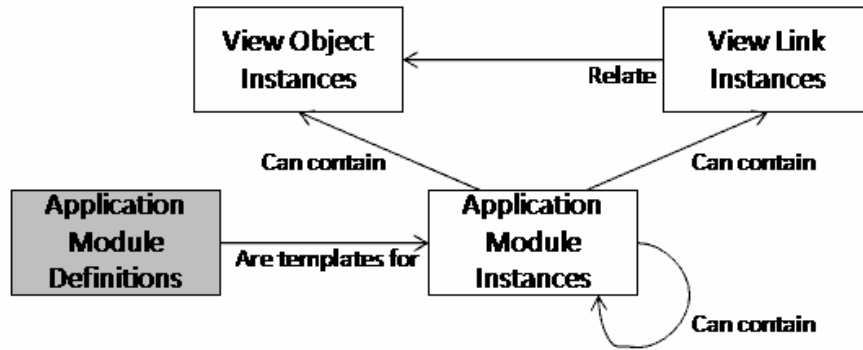 View Object
Instances
View Link
Instances
Relate
Can contain
Can contain
Application
Module
Definitions
Are templates for
Application
Module
Instances
Can contain